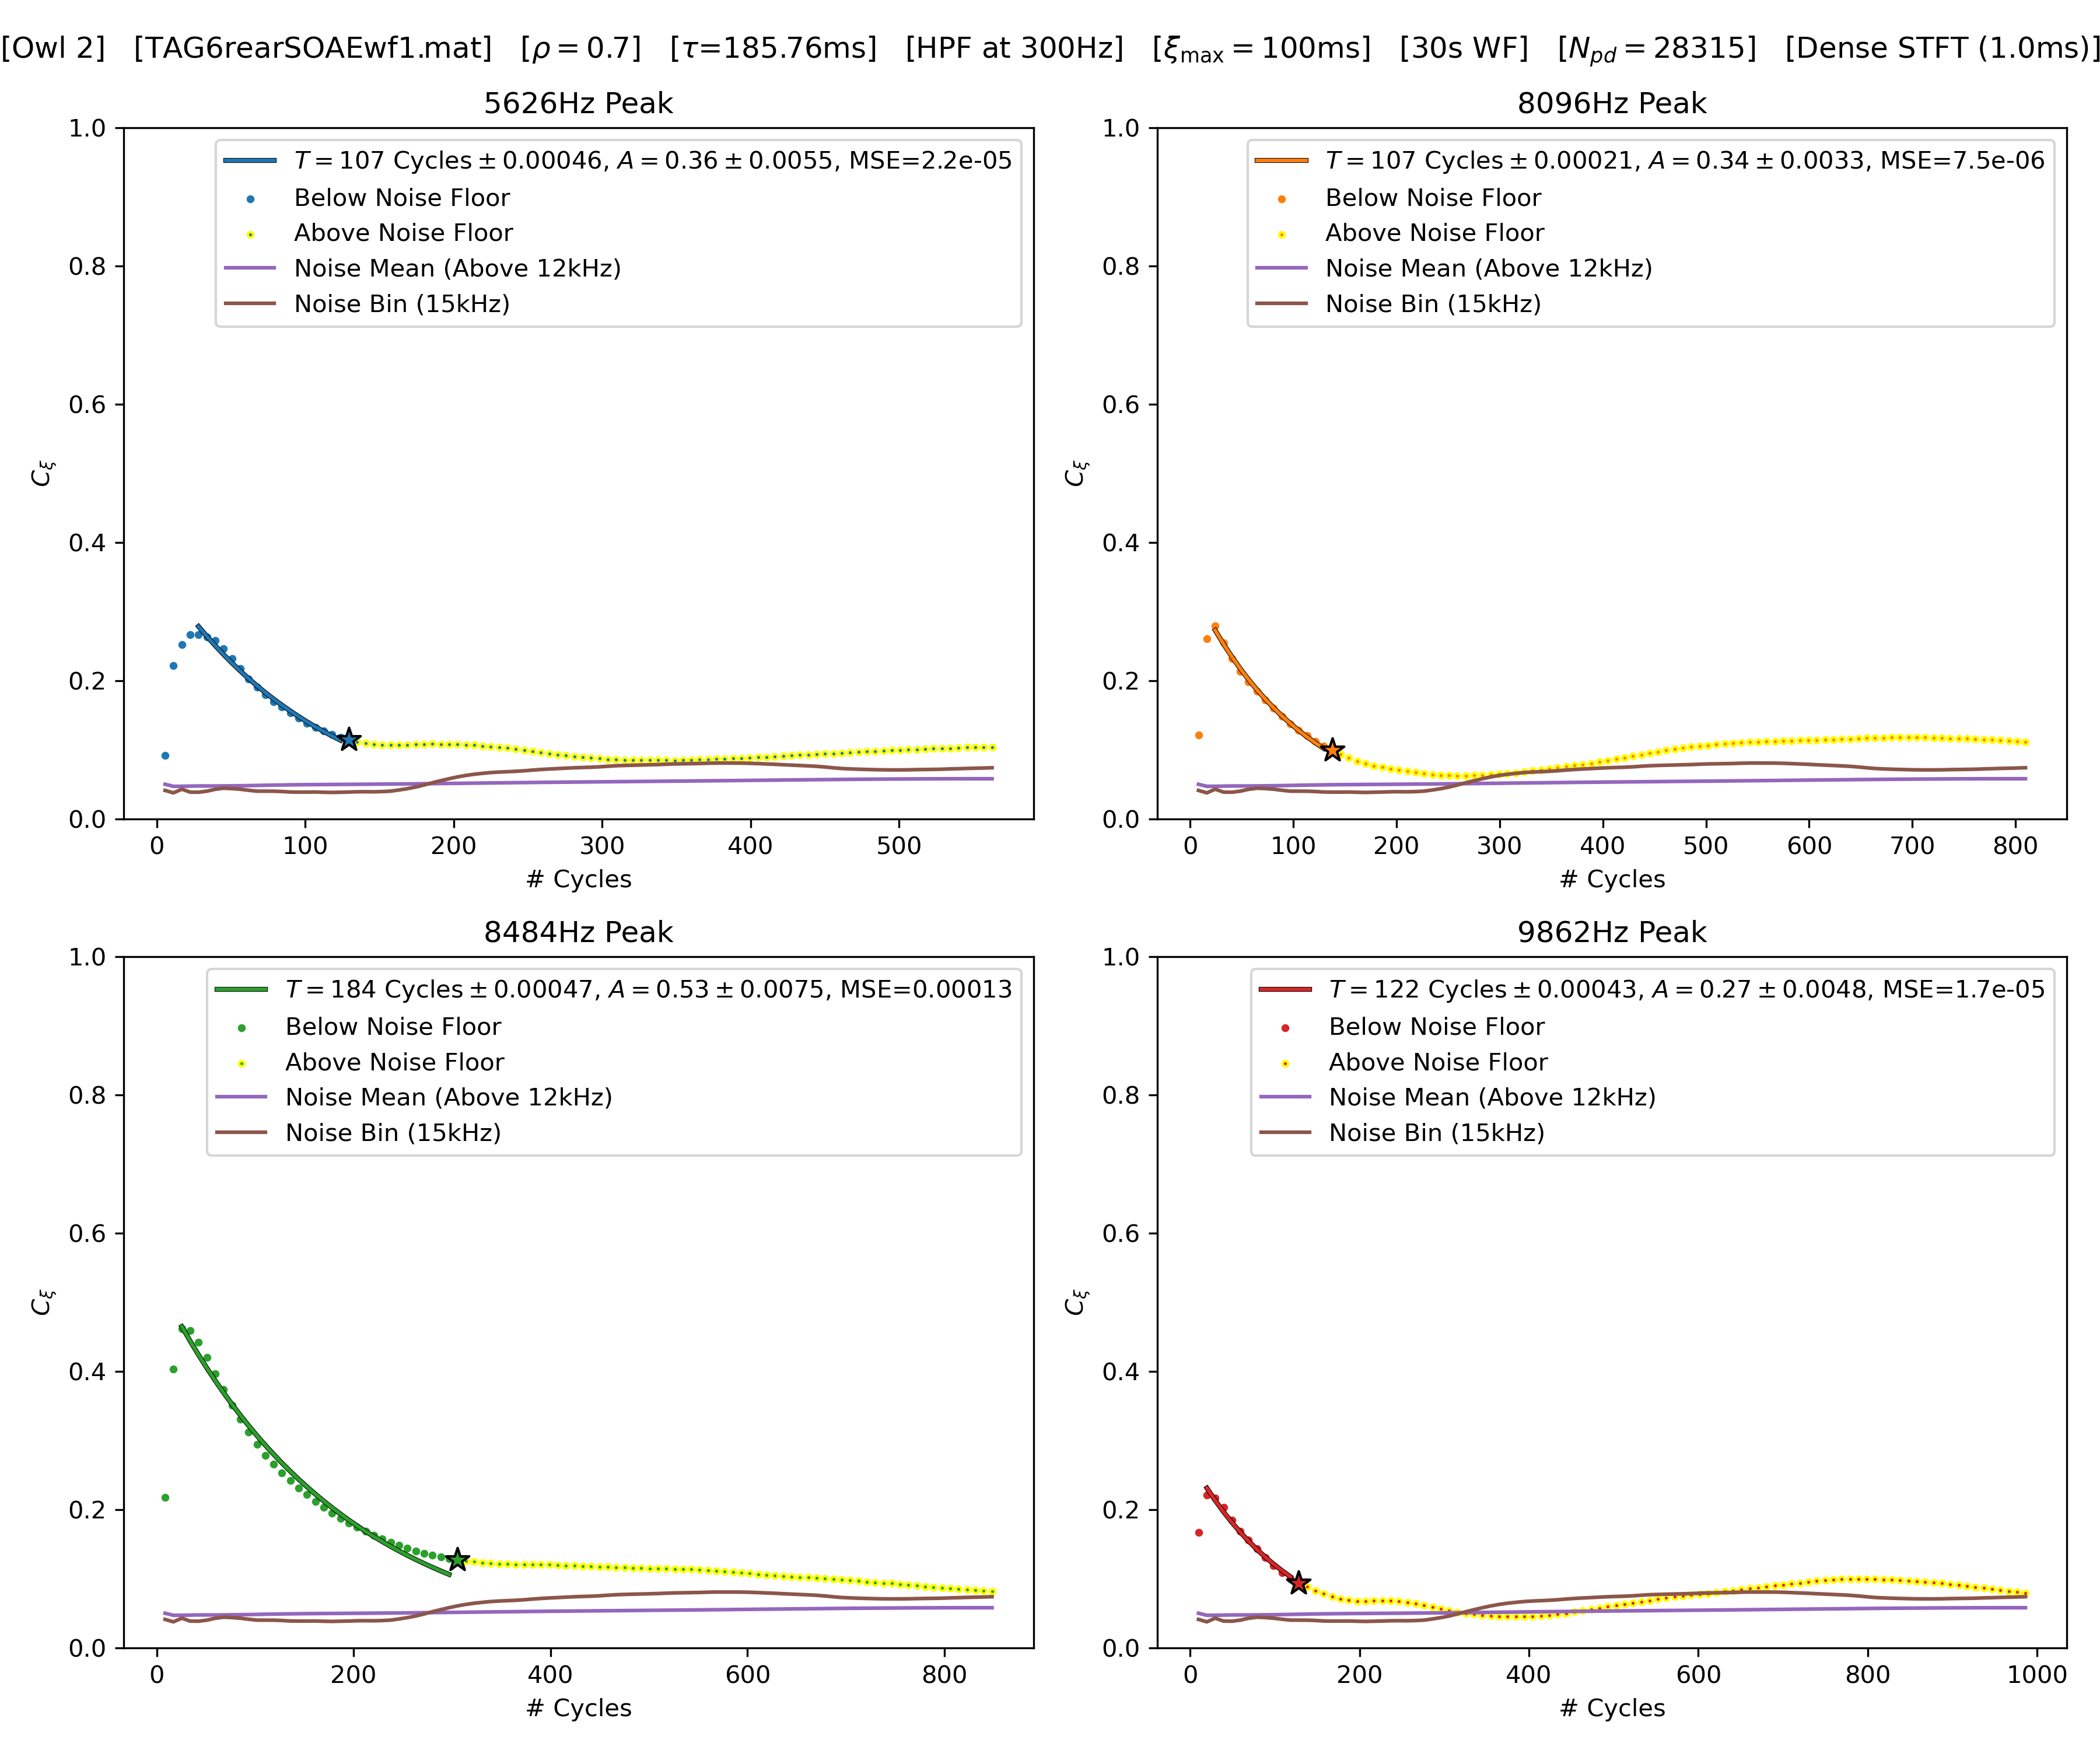 [Owl 2] [TAG6rearSOAEwf1.mat] [ρ = 0.7] [τ=185.76ms] [HPF at 300Hz] [ξmax = 100ms] [30s WF] [Npd = 28315] [Dense STFT (1.0ms)]
5626Hz Peak
T = 107 Cycles ± 0.00046, A = 0.36 ± 0.0055, MSE=2.2e-05
Below Noise Floor
Above Noise Floor
Noise Mean (Above 12kHz)
Noise Bin (15kHz)
1.0
0.8
0.6
0.4
0.2
0.0
Cξ
0 100 200 300 400 500
# Cycles
8096Hz Peak
T = 107 Cycles ± 0.00021, A = 0.34 ± 0.0033, MSE=7.5e-06
Below Noise Floor
Above Noise Floor
Noise Mean (Above 12kHz)
Noise Bin (15kHz)
1.0
0.8
0.6
0.4
0.2
0.0
Cξ
0 100 200 300 400 500 600 700 800
# Cycles
8484Hz Peak
T = 184 Cycles ± 0.00047, A = 0.53 ± 0.0075, MSE=0.00013
Below Noise Floor
Above Noise Floor
Noise Mean (Above 12kHz)
Noise Bin (15kHz)
1.0
0.8
0.6
0.4
0.2
0.0
Cξ
0 200 400 600 800
# Cycles
9862Hz Peak
T = 122 Cycles ± 0.00043, A = 0.27 ± 0.0048, MSE=1.7e-05
Below Noise Floor
Above Noise Floor
Noise Mean (Above 12kHz)
Noise Bin (15kHz)
1.0
0.8
0.6
0.4
0.2
0.0
Cξ
0 200 400 600 800 1000
# Cycles